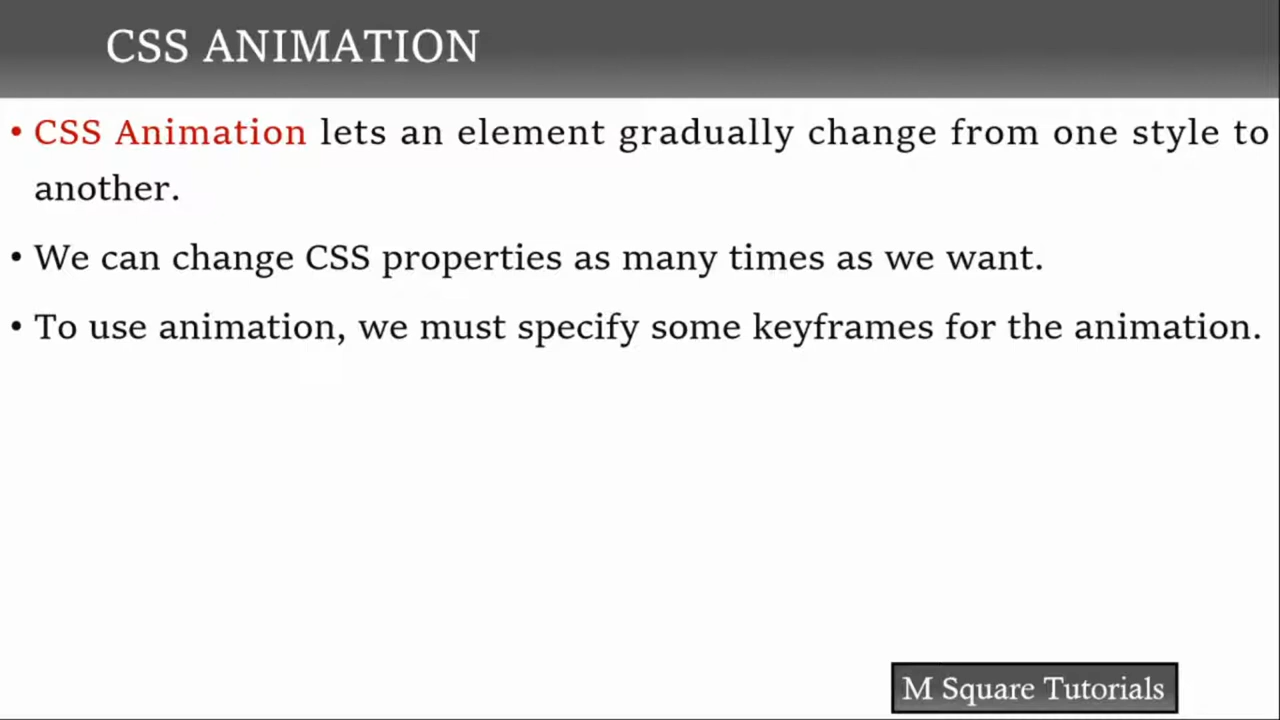 CSS ANIMATION
• CSS Animation lets an element gradually change from one style to
another.
• We can change CSS properties as many times as we want.
• To use animation, we must specify some keyframes for the animation.
M Square Tutorials